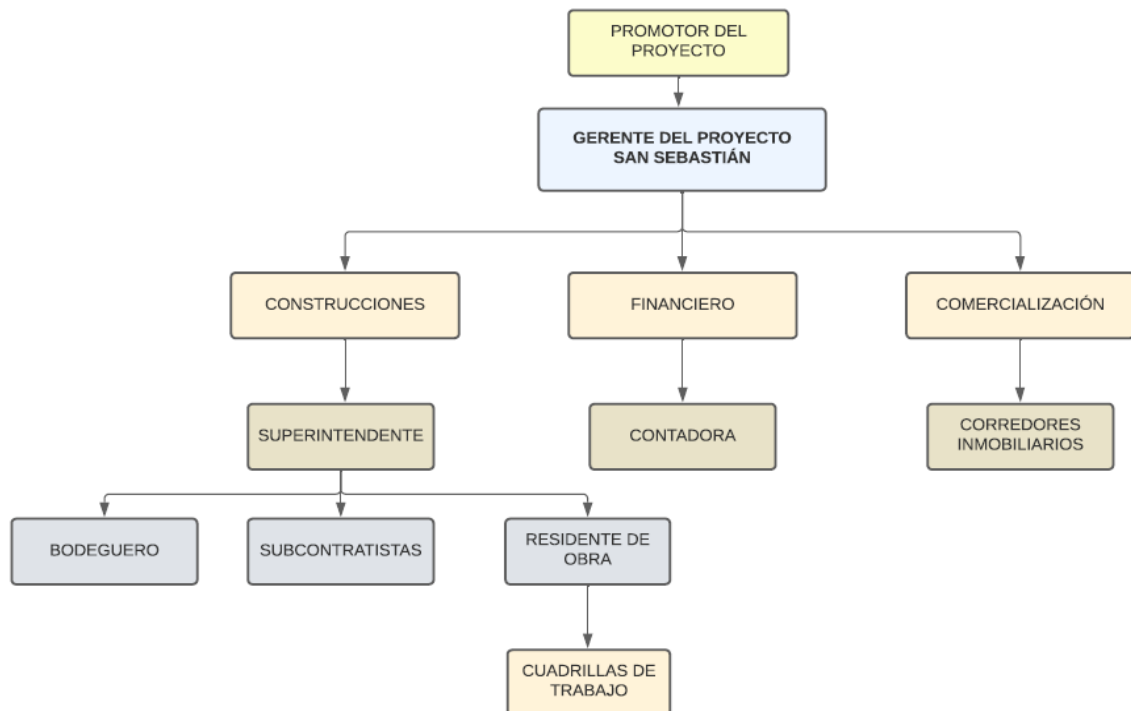 PROMOTOR DEL
PROYECTO
GERENTE DEL PROYECTO
SAN SEBASTIÁN
CONSTRUCCIONES
FINANCIERO
COMERCIALIZACIÓN
SUPERINTENDENTE
CONTADORA
CORREDORES
INMOBILIARIOS
BODEGUERO
SUBCONTRATISTAS
RESIDENTE DE
OBRA
CUADRILLAS DE
TRABAJO